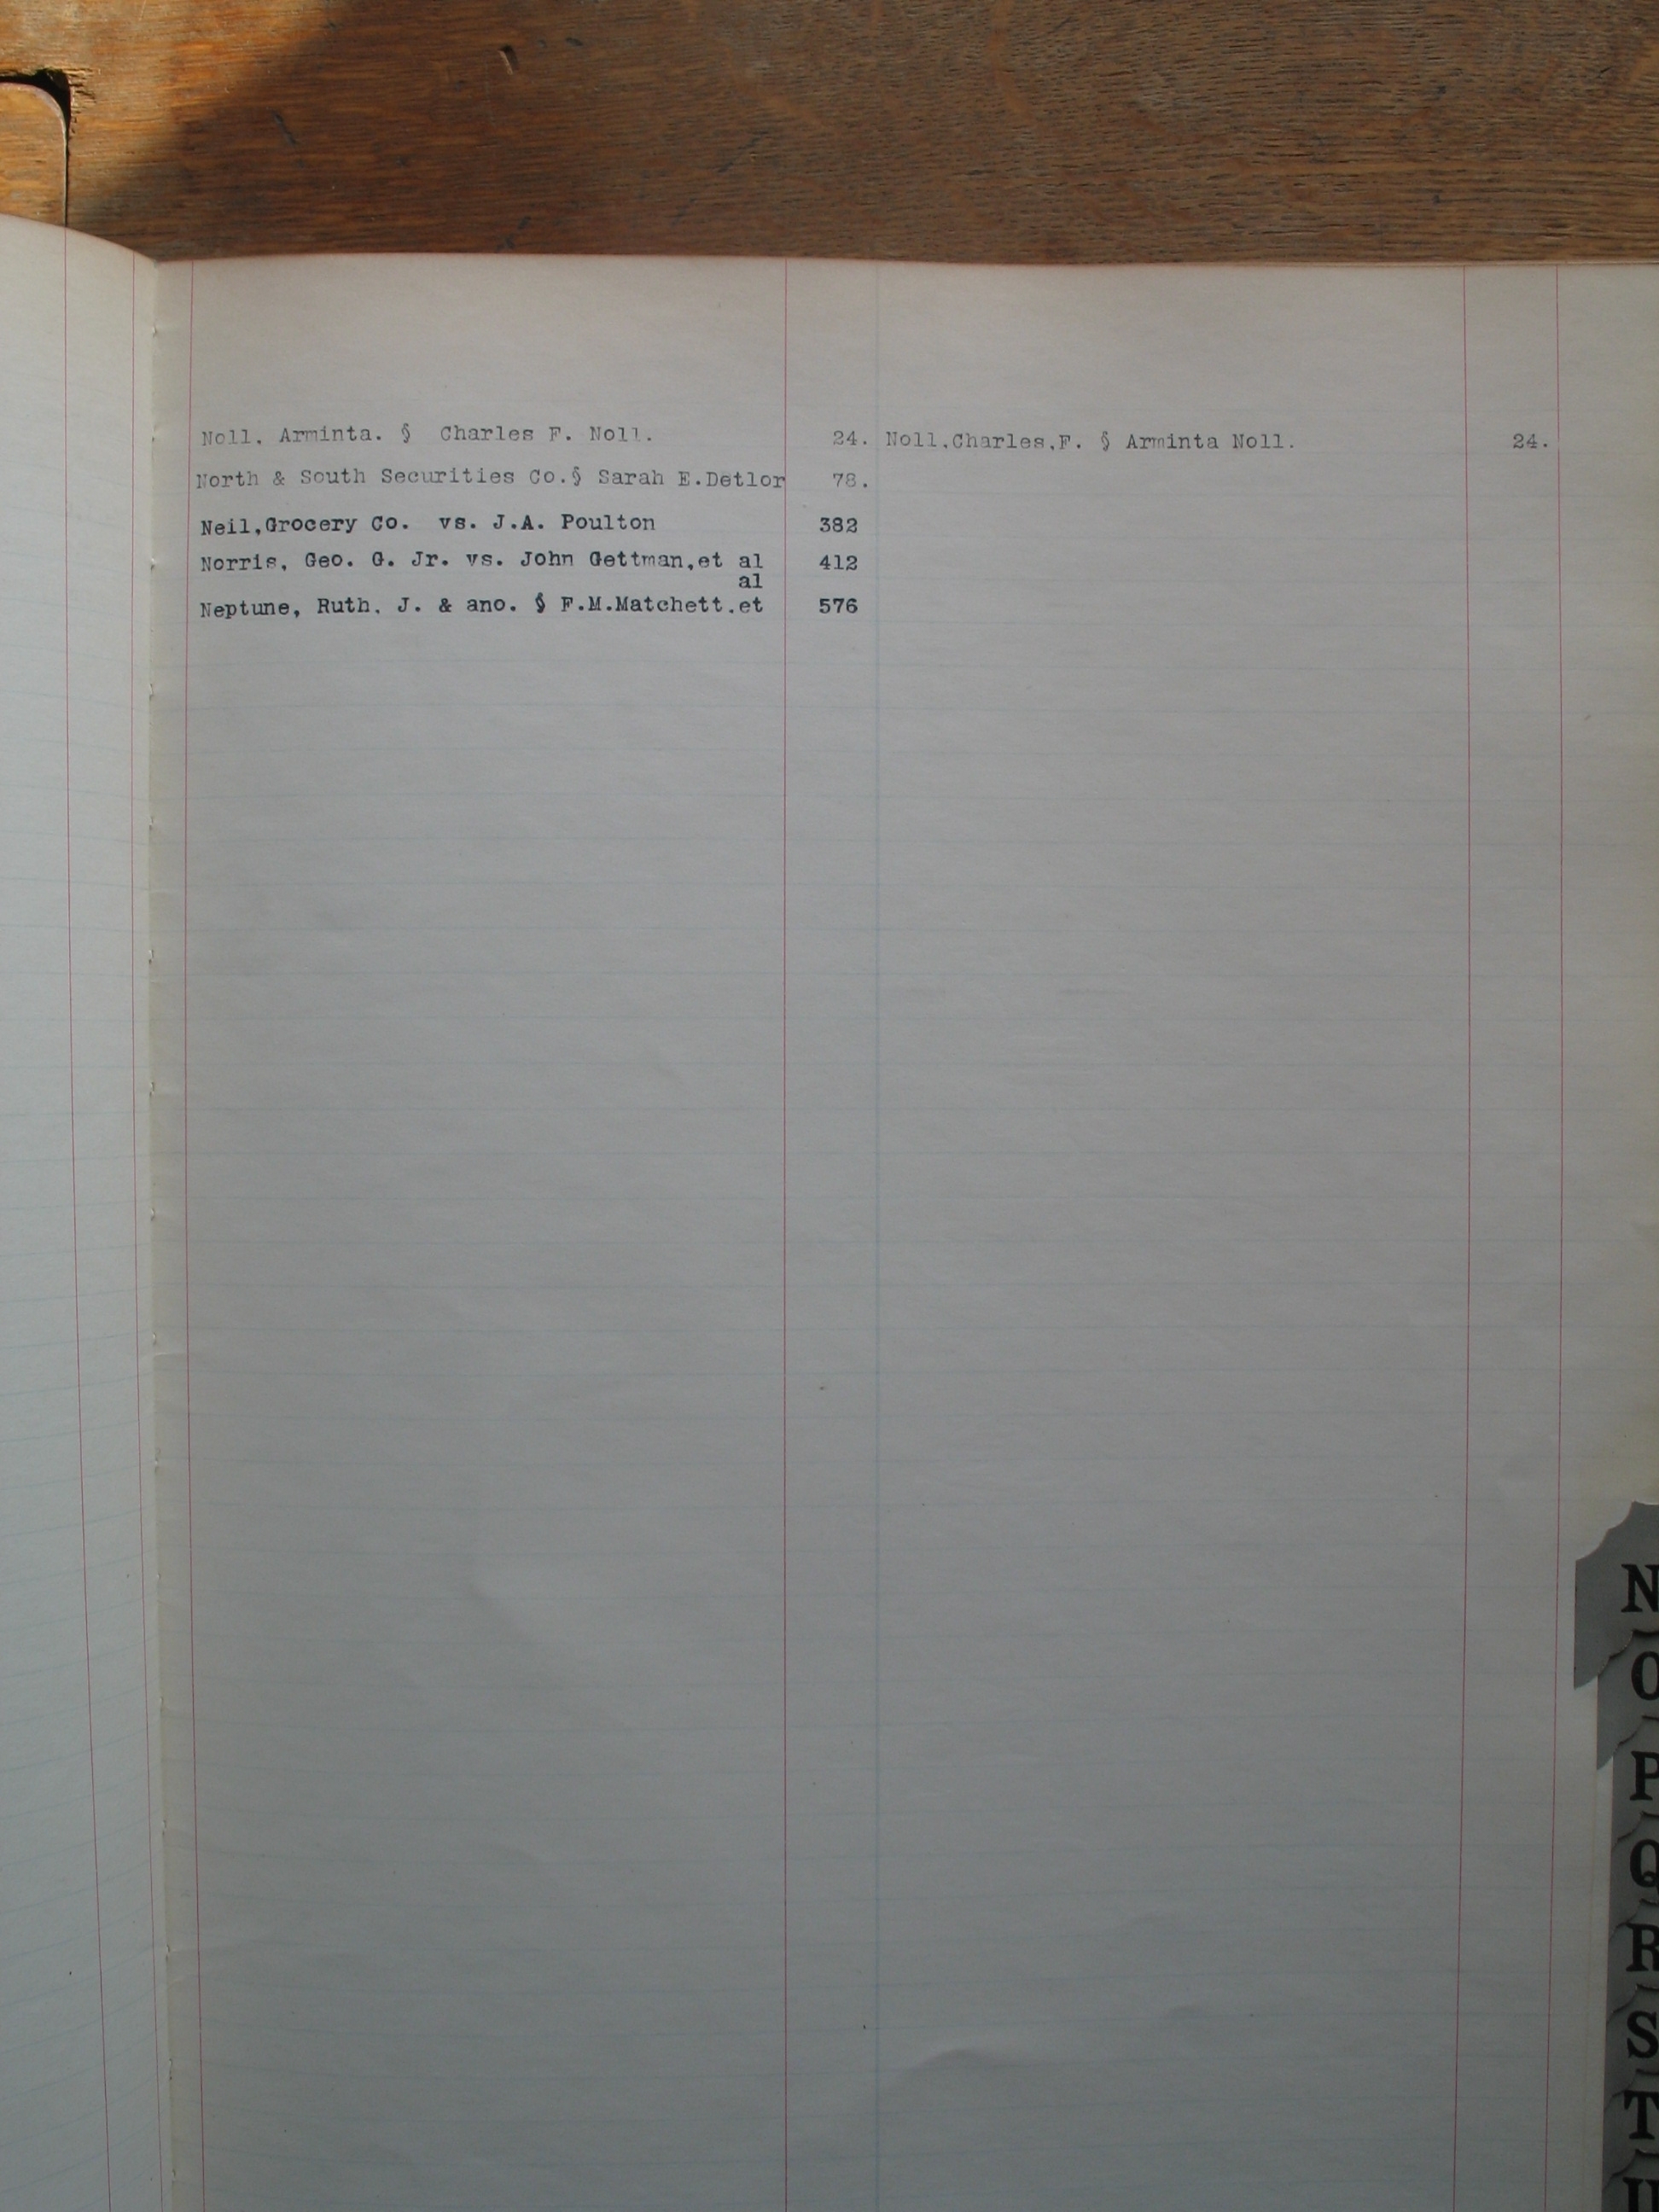 Noll. Arminta. § Charles F. Noll. 24.
North & South Securities Co.§ Sarah E.Detlor 78.
Neil,Grocery Co. vs. J.A. Poulton 382
Norris, Geo. G. Jr. vs. John Gettman,et al 412
al
Neptune, Ruth. J. & ano. § F.M.Matchett.et 576
Noll.Charles,F. § Arminta Noll. 24.
N
O
P
Q
R
S
T